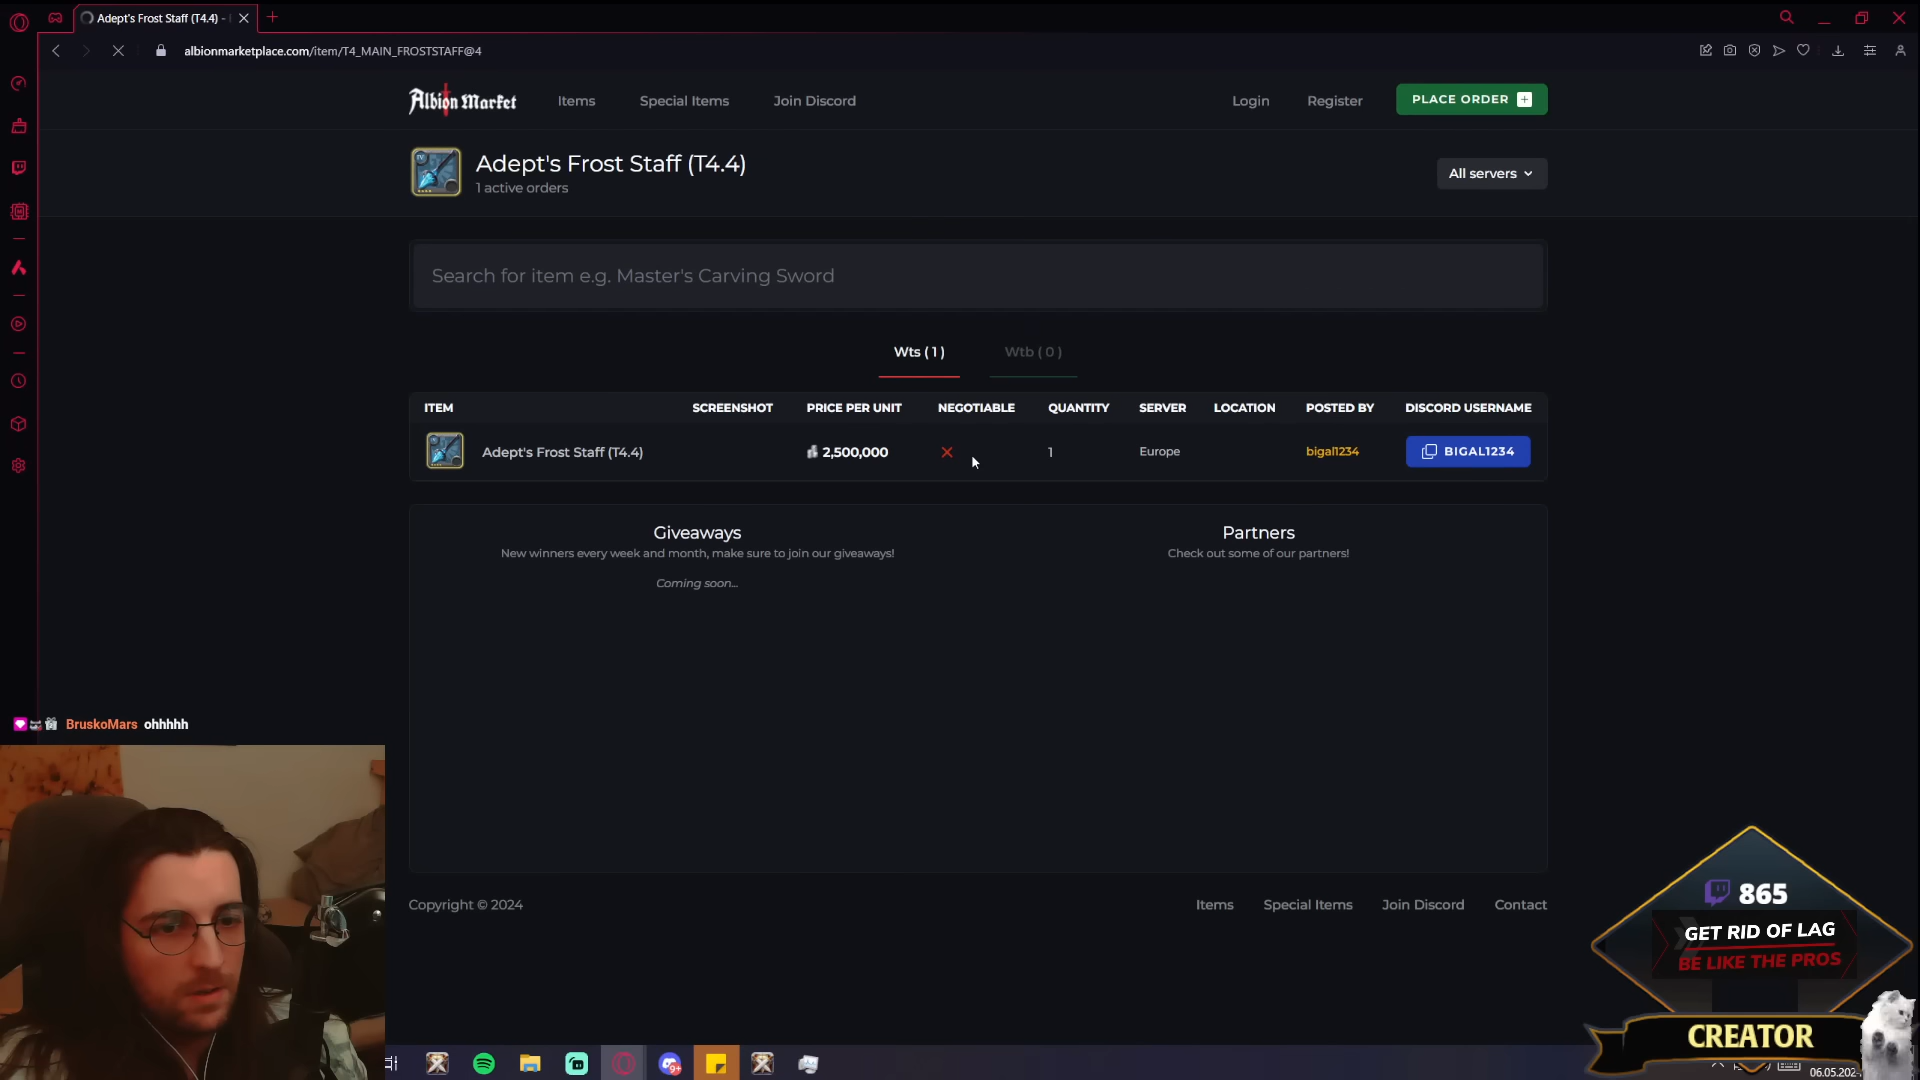 Adept's Frost Staff (T4.4) -
albionmarketplace.com/item/T4_MAIN_FROSTSTAFF@4
Albion Market
Items
Special Items
Join Discord
Login
Register
PLACE ORDER
Adept's Frost Staff (T4.4)
1 active orders
All servers
Search for item e.g. Master's Carving Sword
Wts ( 1 )
Wtb ( 0 )
ITEM SCREENSHOT PRICE PER UNIT NEGOTIABLE QUANTITY SERVER LOCATION POSTED BY DISCORD USERNAME
Adept's Frost Staff (T4.4) 2,500,000 1 Europe bigal1234 BIGAL1234
Giveaways
New winners every week and month, make sure to join our giveaways!
Coming soon...
Partners
Check out some of our partners!
BruskoMars ohhhhh
Copyright © 2024
Items
Special Items
Join Discord
Contact
865
GET RID OF LAG
BE LIKE THE PROS
CREATOR
9+